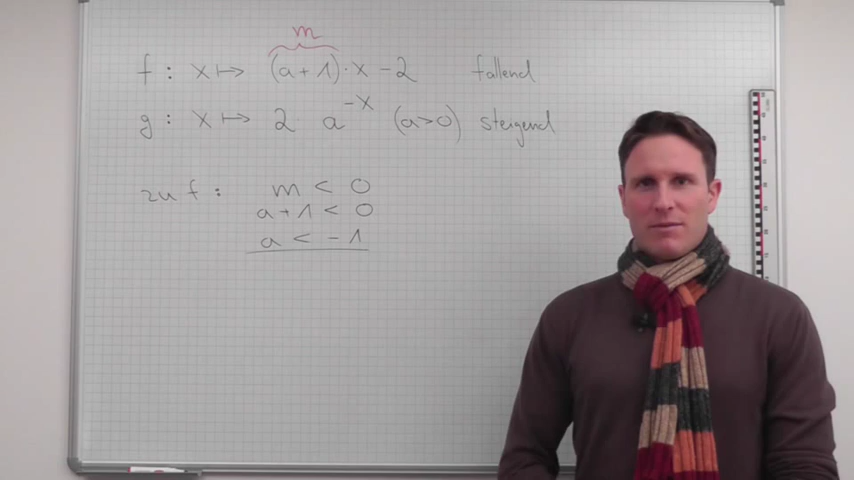 m
f : x ↦ (a + 1) · x - 2 fallend
g : x ↦ 2 · a^{-x} (a > 0) steigend
zu f : m < 0
a + 1 < 0
a < - 1